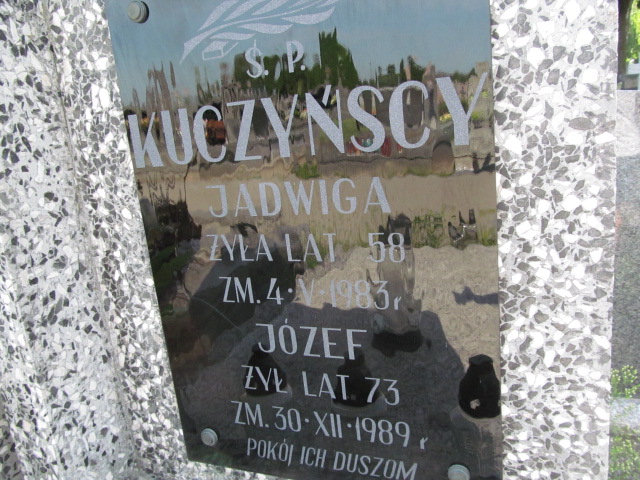 Ś. P.
KUCZYŃSCY
JADWIGA
ŻYŁA LAT 58
ZM. 4·V·1983 r
JÓZEF
ŻYŁ LAT 73
ZM. 30·XII·1989 r
POKÓJ ICH DUSZOM